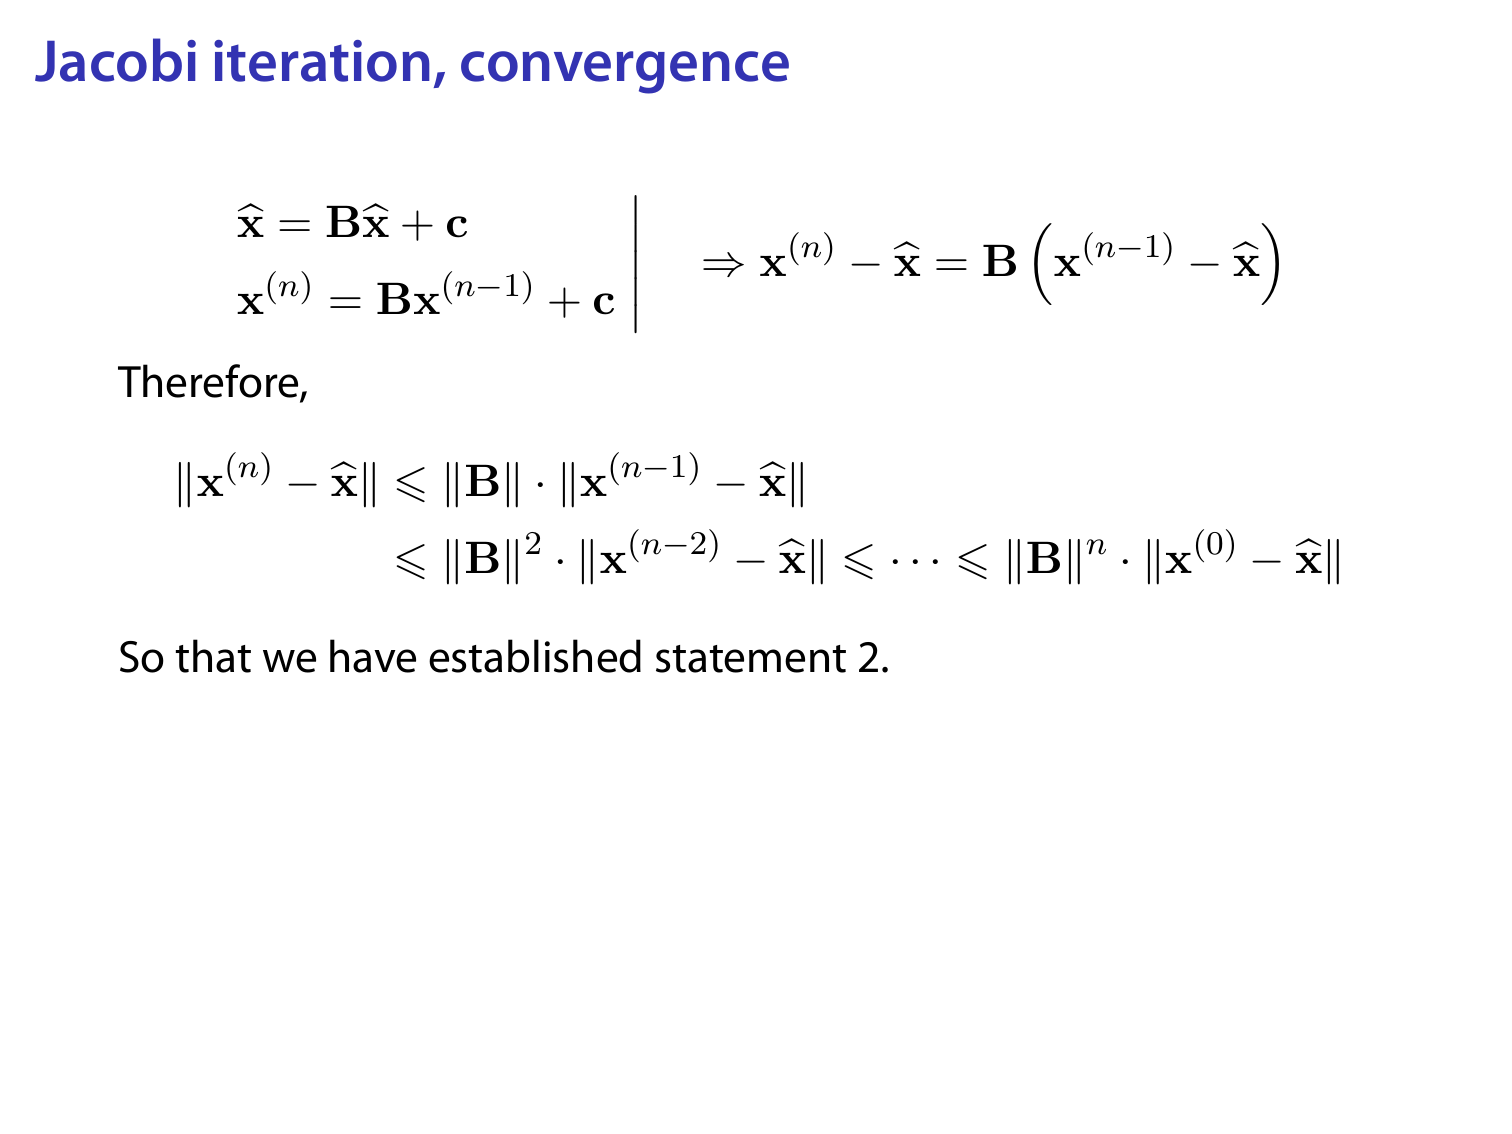 Jacobi iteration, convergence
x̂ = Bx̂ + c
x⁽ⁿ⁾ = Bx⁽ⁿ⁻¹⁾ + c | ⇒ x⁽ⁿ⁾ − x̂ = B (x⁽ⁿ⁻¹⁾ − x̂)
Therefore,
‖x⁽ⁿ⁾ − x̂‖ ⩽ ‖B‖ · ‖x⁽ⁿ⁻¹⁾ − x̂‖
⩽ ‖B‖² · ‖x⁽ⁿ⁻²⁾ − x̂‖ ⩽ ··· ⩽ ‖B‖ⁿ · ‖x⁽⁰⁾ − x̂‖
So that we have established statement 2.